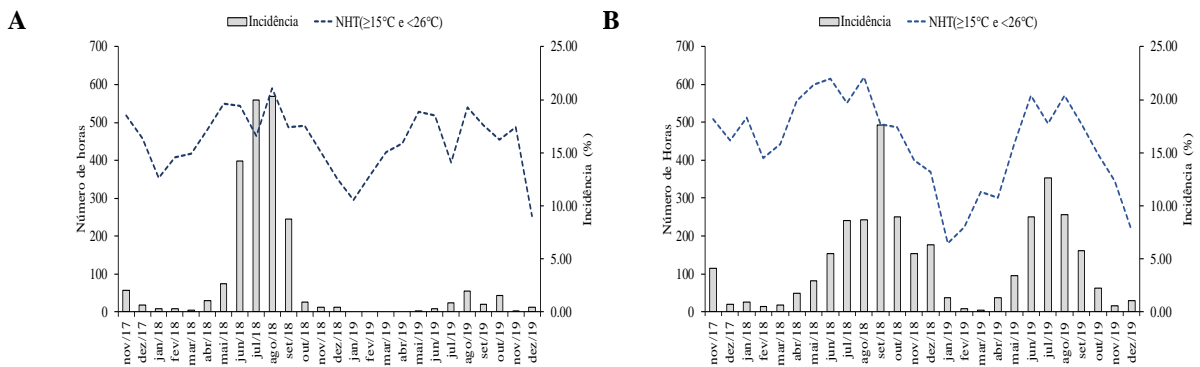 A
Incidência NHT(≥15°C e <26°C)
Número de horas
700
600
500
400
300
200
100
0
25.00
20.00
15.00
10.00
5.00
0.00
Incidência (%)
nov/17 dez/17 jan/18 fev/18 mar/18 abr/18 mai/18 jun/18 jul/18 ago/18 set/18 out/18 nov/18 dez/18 jan/19 fev/19 mar/19 abr/19 mai/19 jun/19 jul/19 ago/19 set/19 out/19 nov/19 dez/19
B
Incidência NHT(≥15°C e <26°C)
Número de Horas
700
600
500
400
300
200
100
0
25.00
20.00
15.00
10.00
5.00
0.00
Incidência (%)
nov/17 dez/17 jan/18 fev/18 mar/18 abr/18 mai/18 jun/18 jul/18 ago/18 set/18 out/18 nov/18 dez/18 jan/19 fev/19 mar/19 abr/19 mai/19 jun/19 jul/19 ago/19 set/19 out/19 nov/19 dez/19